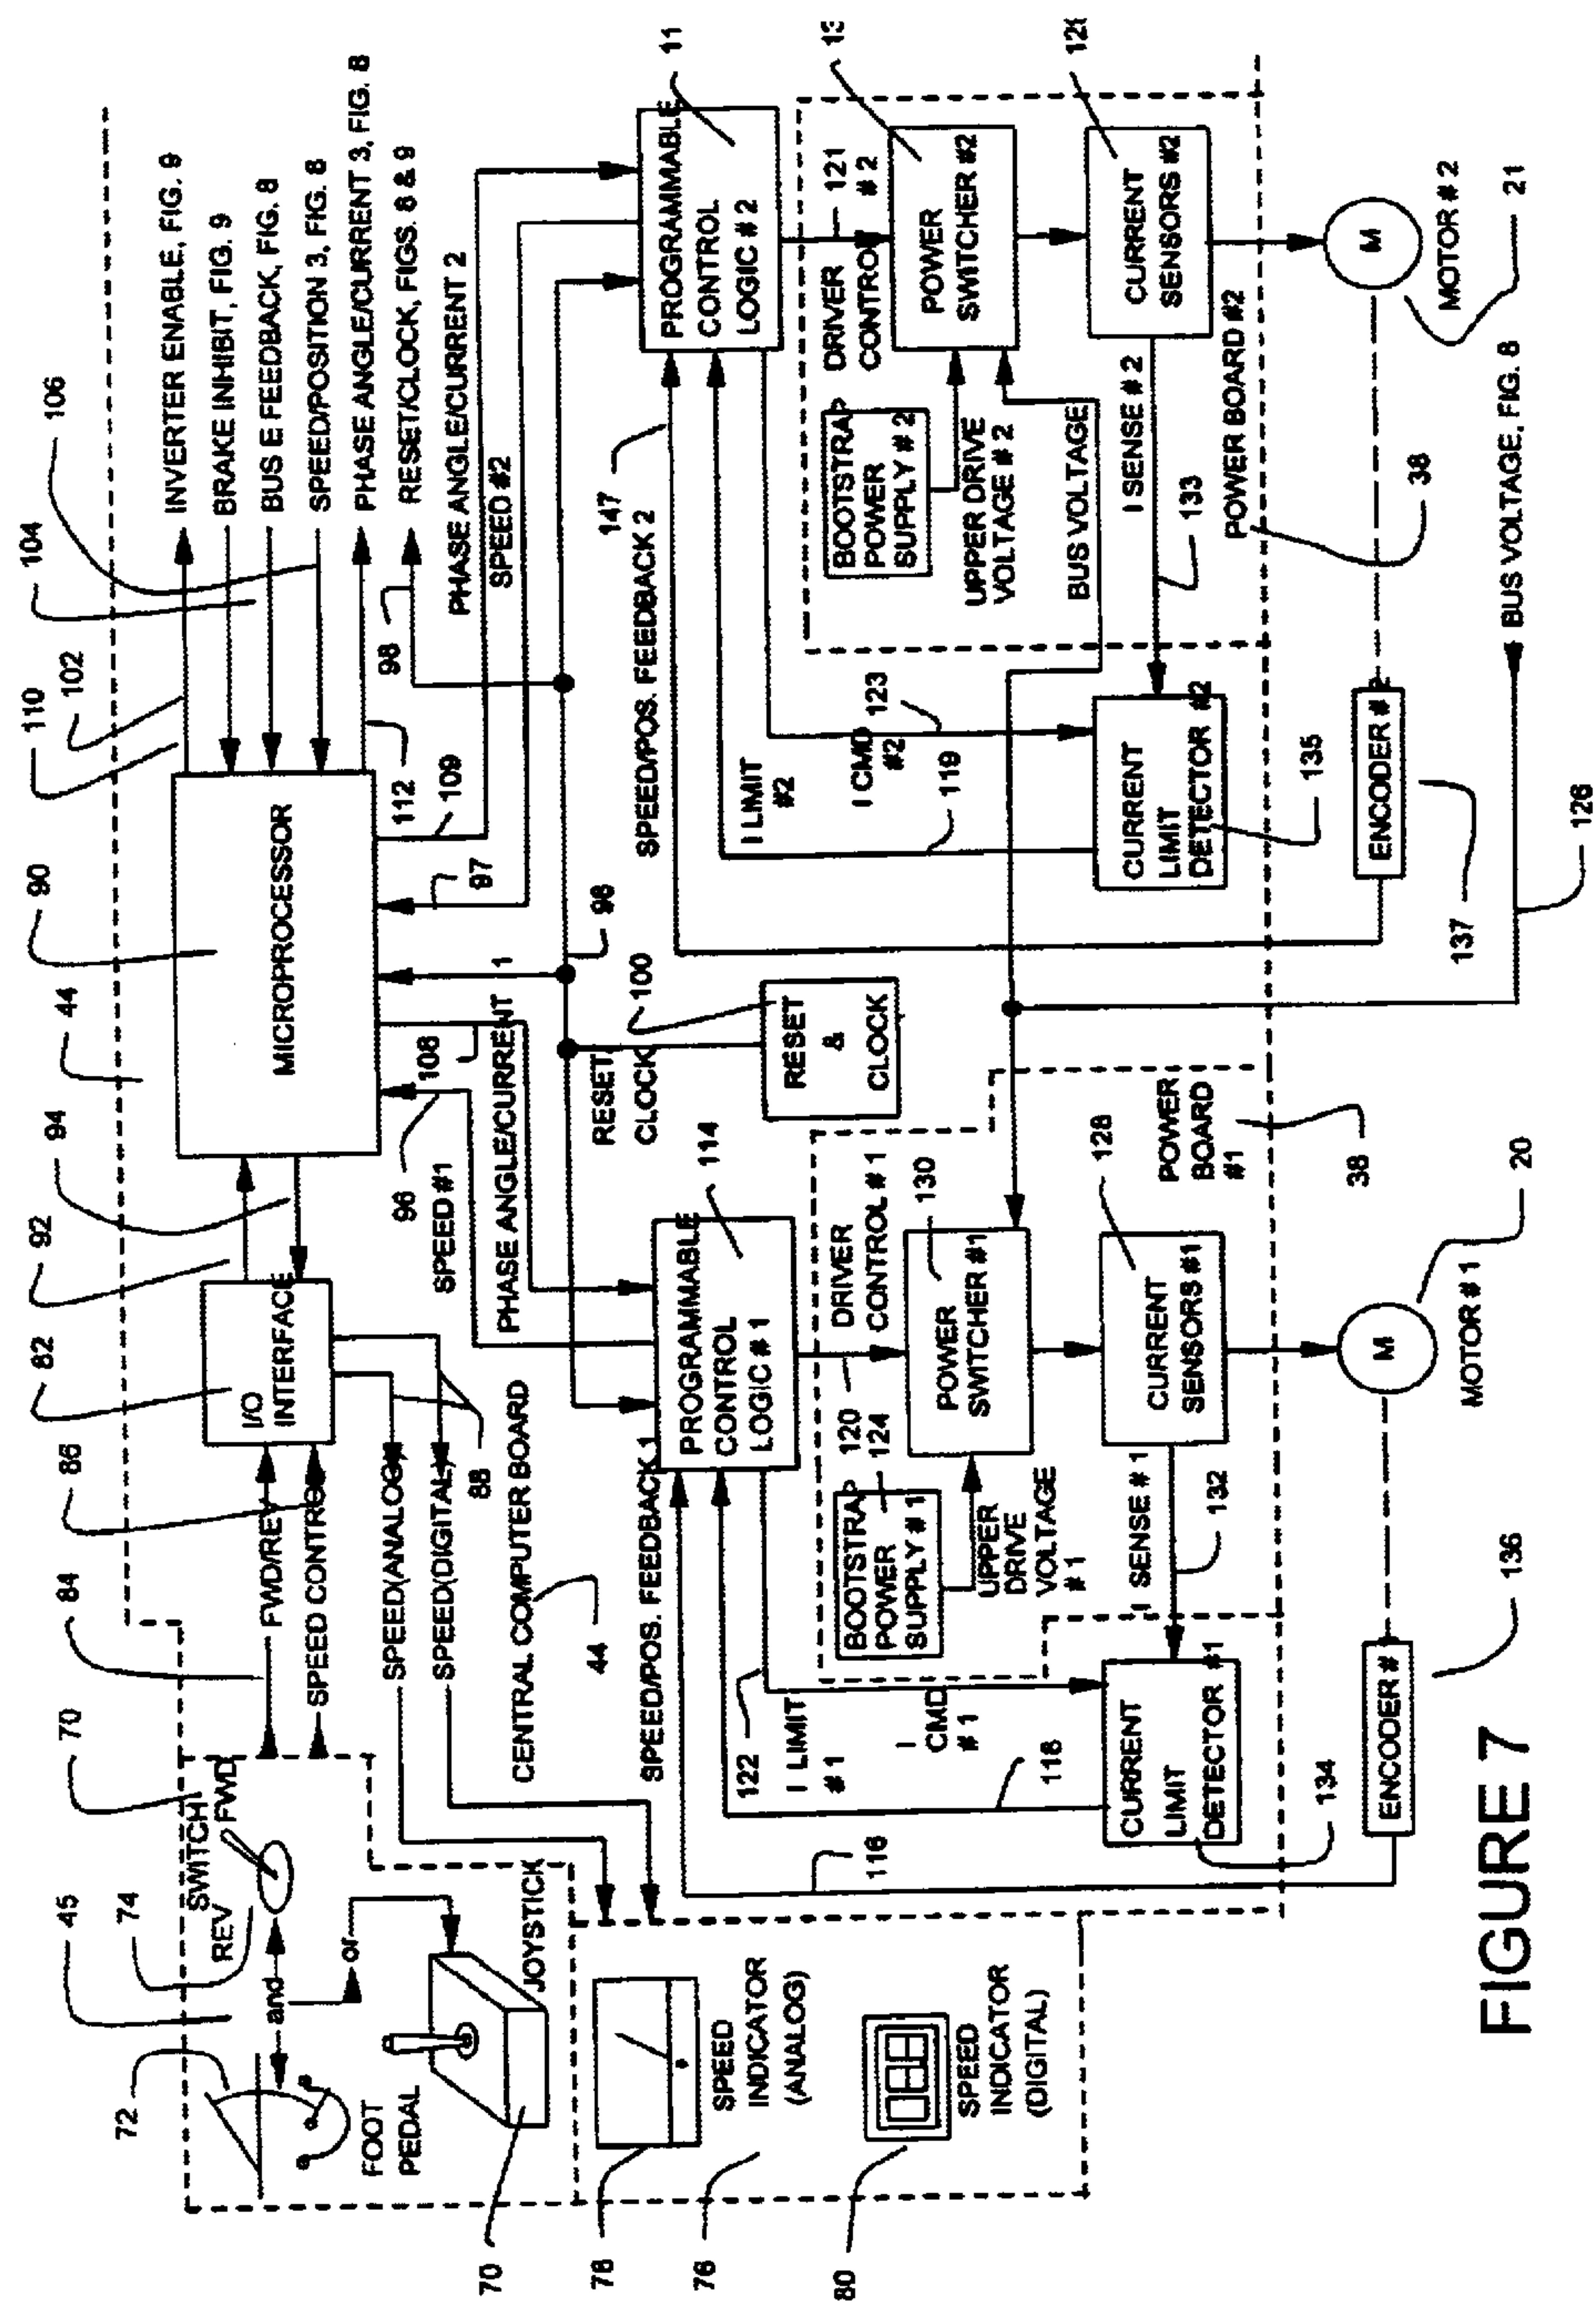 72
45
74
70
84
86
82
92
94
44
90
110
102
104
106
SWITCH
REV
FWD
and
or
FOOT
PEDAL
JOYSTICK
70
FWD/REV
SPEED CONTROL
I/O
INTERFACE
MICROPROCESSOR
INVERTER ENABLE, FIG. 9
BRAKE INHIBIT, FIG. 9
BUS E FEEDBACK, FIG. 8
SPEED/POSITION 3, FIG. 8
PHASE ANGLE/CURRENT 3, FIG. 8
RESET/CLOCK, FIGS. 8 & 9
SPEED(ANALOG)
SPEED(DIGITAL)
88
CENTRAL COMPUTER BOARD
44
96
SPEED #1
108
PHASE ANGLE/CURRENT 1
97
109
112
98
PHASE ANGLE/CURRENT 2
SPEED #2
78
SPEED
INDICATOR
(ANALOG)
76
80
SPEED
INDICATOR
(DIGITAL)
SPEED/POS. FEEDBACK 1
RESET/
CLOCK
98
100
RESET
&
CLOCK
SPEED/POS. FEEDBACK 2
147
PROGRAMMABLE
CONTROL
LOGIC # 1
114
PROGRAMMABLE
CONTROL
LOGIC # 2
11
122
I LIMIT
# 1
I
CMD
# 1
118
116
DRIVER
CONTROL # 1
120
124
BOOTSTRAP
POWER
SUPPLY # 1
UPPER
DRIVE
VOLTAGE
# 1
POWER
SWITCHER #1
130
I LIMIT
#2
I CMD
#2
123
119
DRIVER
CONTROL
121
# 2
BOOTSTRAP
POWER
SUPPLY # 2
UPPER DRIVE
VOLTAGE # 2
BUS VOLTAGE
POWER
SWITCHER #2
13
CURRENT
LIMIT
DETECTOR #1
134
I SENSE # 1
132
CURRENT
SENSORS #1
128
POWER
BOARD
#1
38
CURRENT
LIMIT
DETECTOR #2
135
I SENSE # 2
133
CURRENT
SENSORS #2
129
POWER BOARD #2
38
ENCODER #
136
M
MOTOR # 1
20
ENCODER # 2
137
M
MOTOR # 2
21
BUS VOLTAGE, FIG. 8
126
FIGURE 7